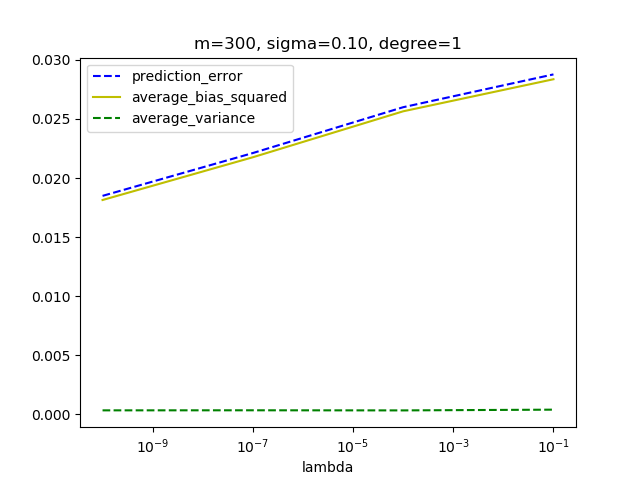 m=300, sigma=0.10, degree=1
prediction_error
average_bias_squared
average_variance
0.030
0.025
0.020
0.015
0.010
0.005
0.000
10⁻⁹ 10⁻⁷ 10⁻⁵ 10⁻³ 10⁻¹
lambda